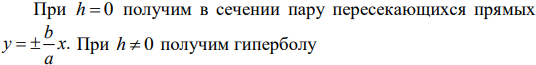 При h = 0 получим в сечении пару пересекающихся прямых
y = ± b/a x. При h ≠ 0 получим гиперболу